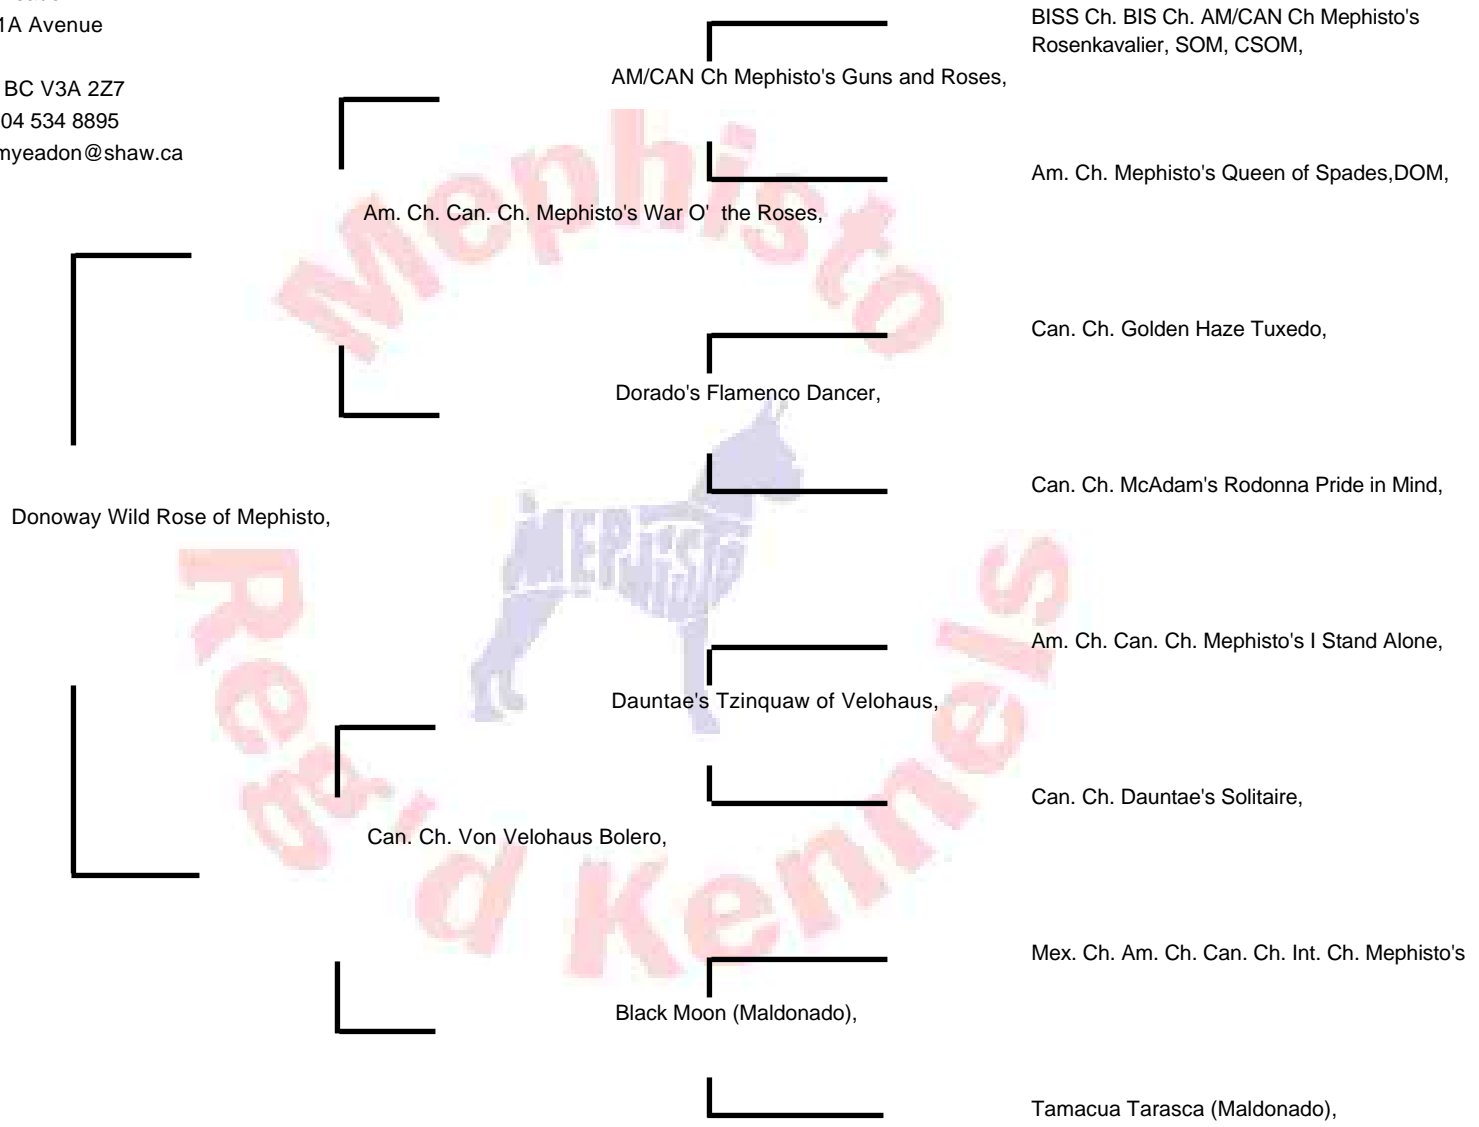 1A Avenue
BC V3A 2Z7
04 534 8895
myeadon@shaw.ca
BISS Ch. BIS Ch. AM/CAN Ch Mephisto's
Rosenkavalier, SOM, CSOM,
AM/CAN Ch Mephisto's Guns and Roses,
Am. Ch. Mephisto's Queen of Spades,DOM,
Am. Ch. Can. Ch. Mephisto's War O' the Roses,
Can. Ch. Golden Haze Tuxedo,
Dorado's Flamenco Dancer,
Can. Ch. McAdam's Rodonna Pride in Mind,
Donoway Wild Rose of Mephisto,
Am. Ch. Can. Ch. Mephisto's I Stand Alone,
Dauntae's Tzinquaw of Velohaus,
Can. Ch. Dauntae's Solitaire,
Can. Ch. Von Velohaus Bolero,
Mex. Ch. Am. Ch. Can. Ch. Int. Ch. Mephisto's
Black Moon (Maldonado),
Tamacua Tarasca (Maldonado),
Mephisto
MEPHISTO
Reg'd Kennels